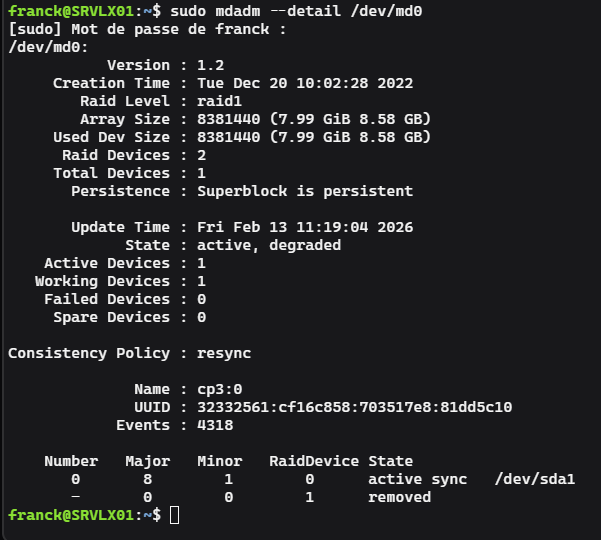 franck@SRVLX01:~$ sudo mdadm --detail /dev/md0
[sudo] Mot de passe de franck :
/dev/md0:
Version : 1.2
Creation Time : Tue Dec 20 10:02:28 2022
Raid Level : raid1
Array Size : 8381440 (7.99 GiB 8.58 GB)
Used Dev Size : 8381440 (7.99 GiB 8.58 GB)
Raid Devices : 2
Total Devices : 1
Persistence : Superblock is persistent
Update Time : Fri Feb 13 11:19:04 2026
State : active, degraded
Active Devices : 1
Working Devices : 1
Failed Devices : 0
Spare Devices : 0
Consistency Policy : resync
Name : cp3:0
UUID : 32332561:cf16c858:703517e8:81dd5c10
Events : 4318
Number Major Minor RaidDevice State
0 8 1 0 active sync /dev/sda1
- 0 0 1 removed
franck@SRVLX01:~$